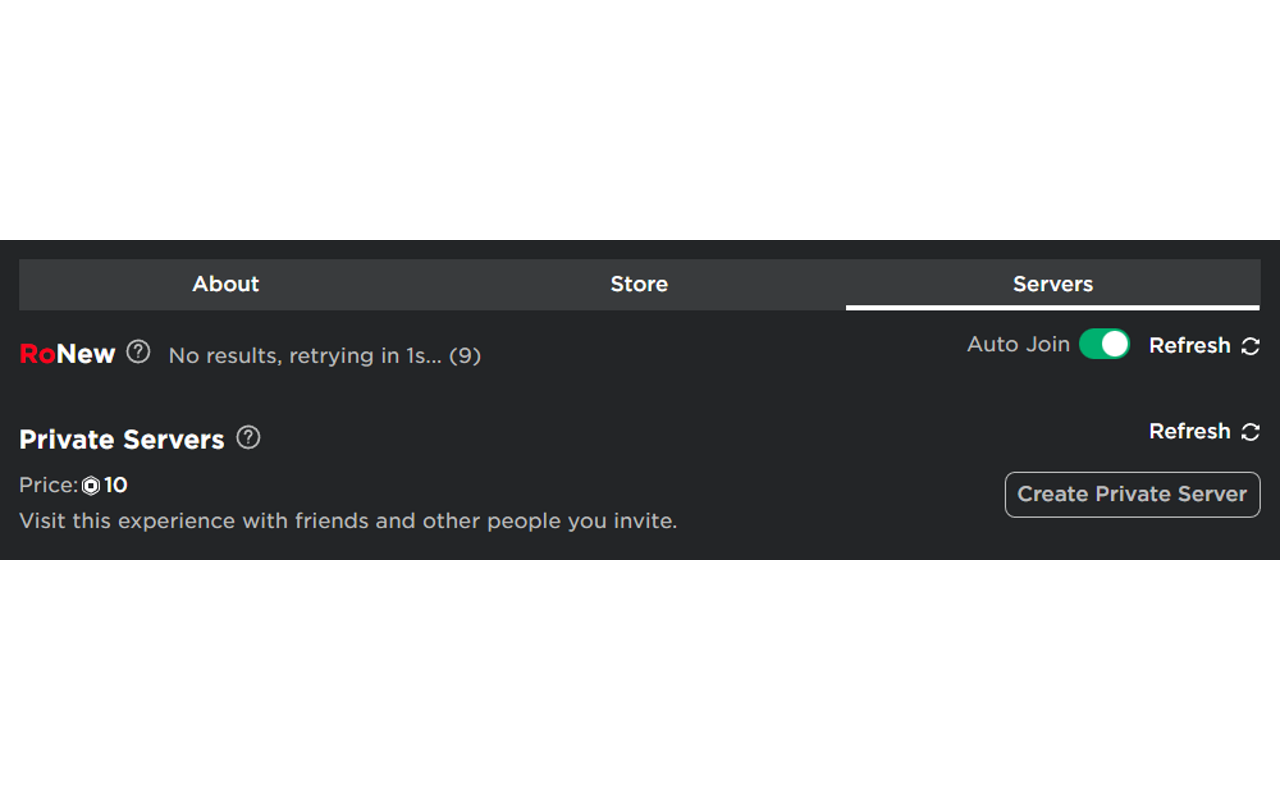 About Store Servers
RoNew No results, retrying in 1s... (9) Auto Join Refresh
Private Servers Refresh
Price: 10
Create Private Server
Visit this experience with friends and other people you invite.